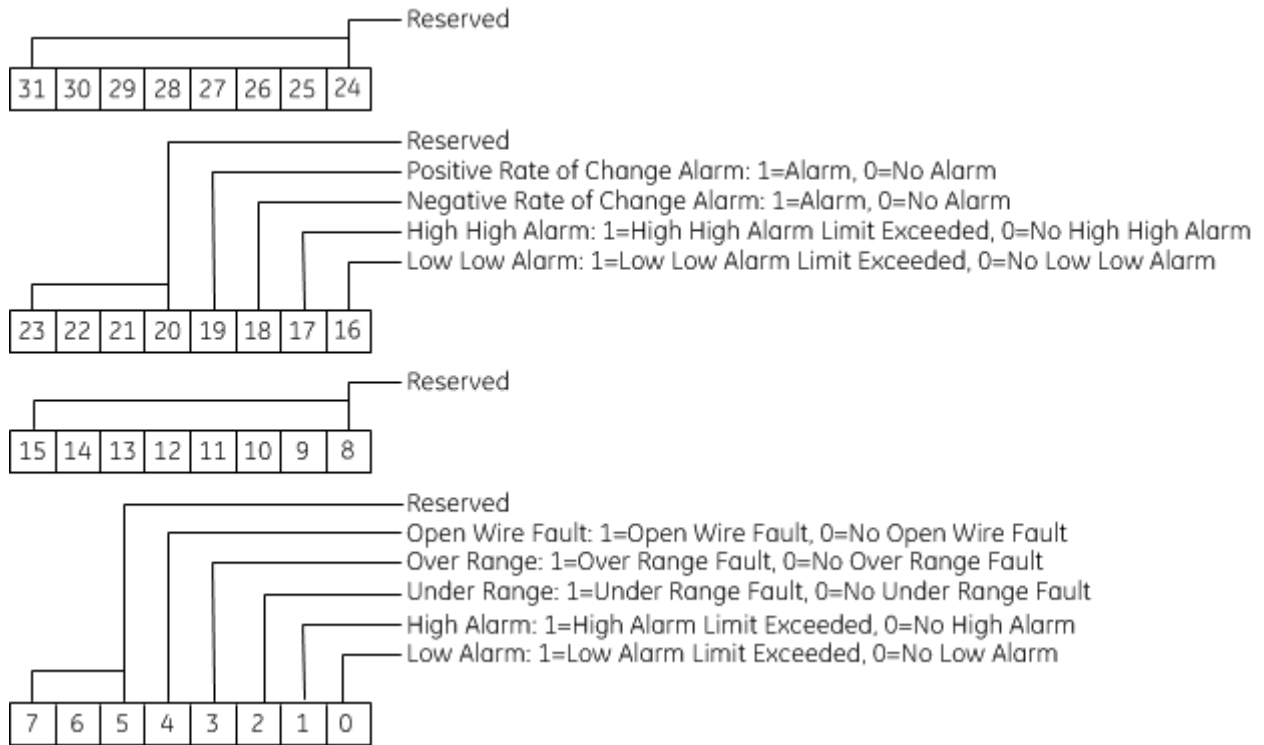 Reserved
31 30 29 28 27 26 25 24
Reserved
Positive Rate of Change Alarm: 1=Alarm, 0=No Alarm
Negative Rate of Change Alarm: 1=Alarm, 0=No Alarm
High High Alarm: 1=High High Alarm Limit Exceeded, 0=No High High Alarm
Low Low Alarm: 1=Low Low Alarm Limit Exceeded, 0=No Low Low Alarm
23 22 21 20 19 18 17 16
Reserved
15 14 13 12 11 10 9 8
Reserved
Open Wire Fault: 1=Open Wire Fault, 0=No Open Wire Fault
Over Range: 1=Over Range Fault, 0=No Over Range Fault
Under Range: 1=Under Range Fault, 0=No Under Range Fault
High Alarm: 1=High Alarm Limit Exceeded, 0=No High Alarm
Low Alarm: 1=Low Alarm Limit Exceeded, 0=No Low Alarm
7 6 5 4 3 2 1 0